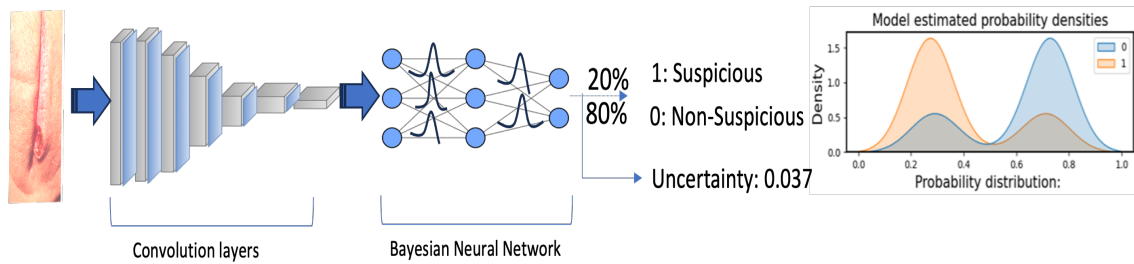 Convolution layers
Bayesian Neural Network
20%
80%
1: Suspicious
0: Non-Suspicious
Uncertainty: 0.037
Model estimated probability densities
Density
1.5
1.0
0.5
0.0
0
1
0.0 0.2 0.4 0.6 0.8 1.0
Probability distribution: